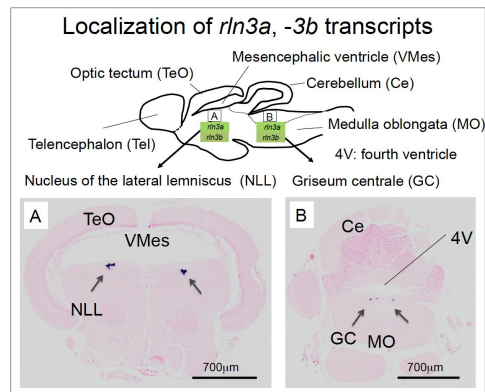 Localization of rln3a, -3b transcripts
Mesencephalic ventricle (VMes)
Optic tectum (TeO)
Cerebellum (Ce)
A
B
rln3a
rln3b
rln3a
rln3b
Medulla oblongata (MO)
Telencephalon (Tel)
4V: fourth ventricle
Nucleus of the lateral lemniscus (NLL)
Griseum centrale (GC)
A
TeO
VMes
NLL
700μm
B
Ce
4V
GC
MO
700μm